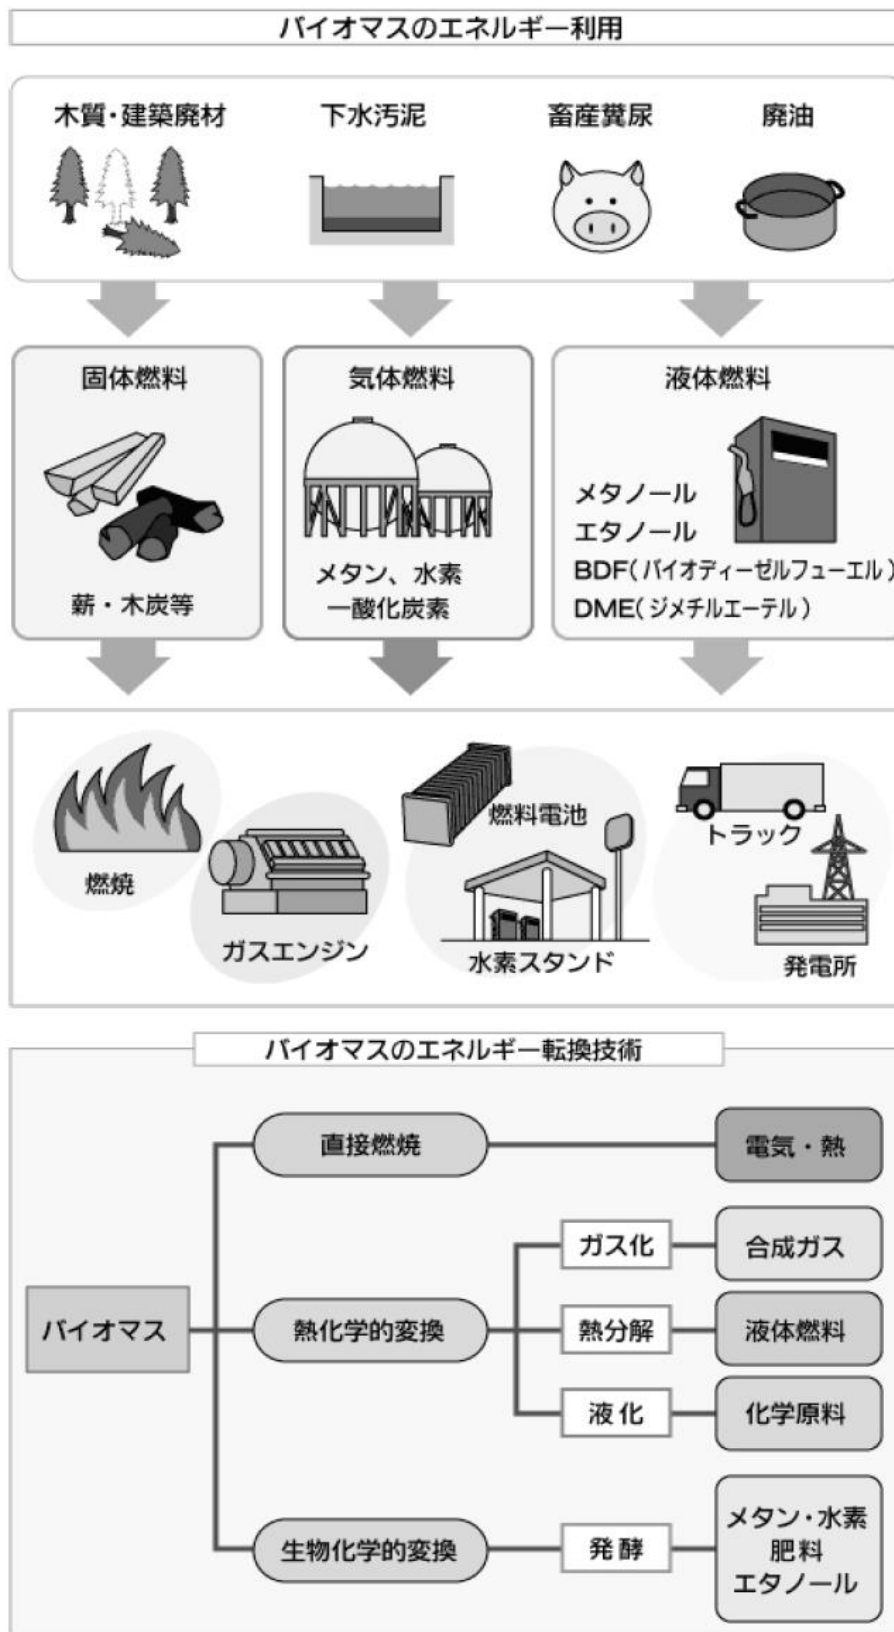 バイオマスのエネルギー利用
木質・建築廃材
下水汚泥
畜産糞尿
廃油
固体燃料
薪・木炭等
気体燃料
メタン、水素
一酸化炭素
液体燃料
メタノール
エタノール
BDF(バイオディーゼルフューエル)
DME(ジメチルエーテル)
燃焼
ガスエンジン
燃料電池
水素スタンド
トラック
発電所
バイオマスのエネルギー転換技術
バイオマス
直接燃焼
電気・熱
熱化学的変換
ガス化
合成ガス
熱分解
液体燃料
液化
化学原料
生物化学的変換
発酵
メタン・水素
肥料
エタノール